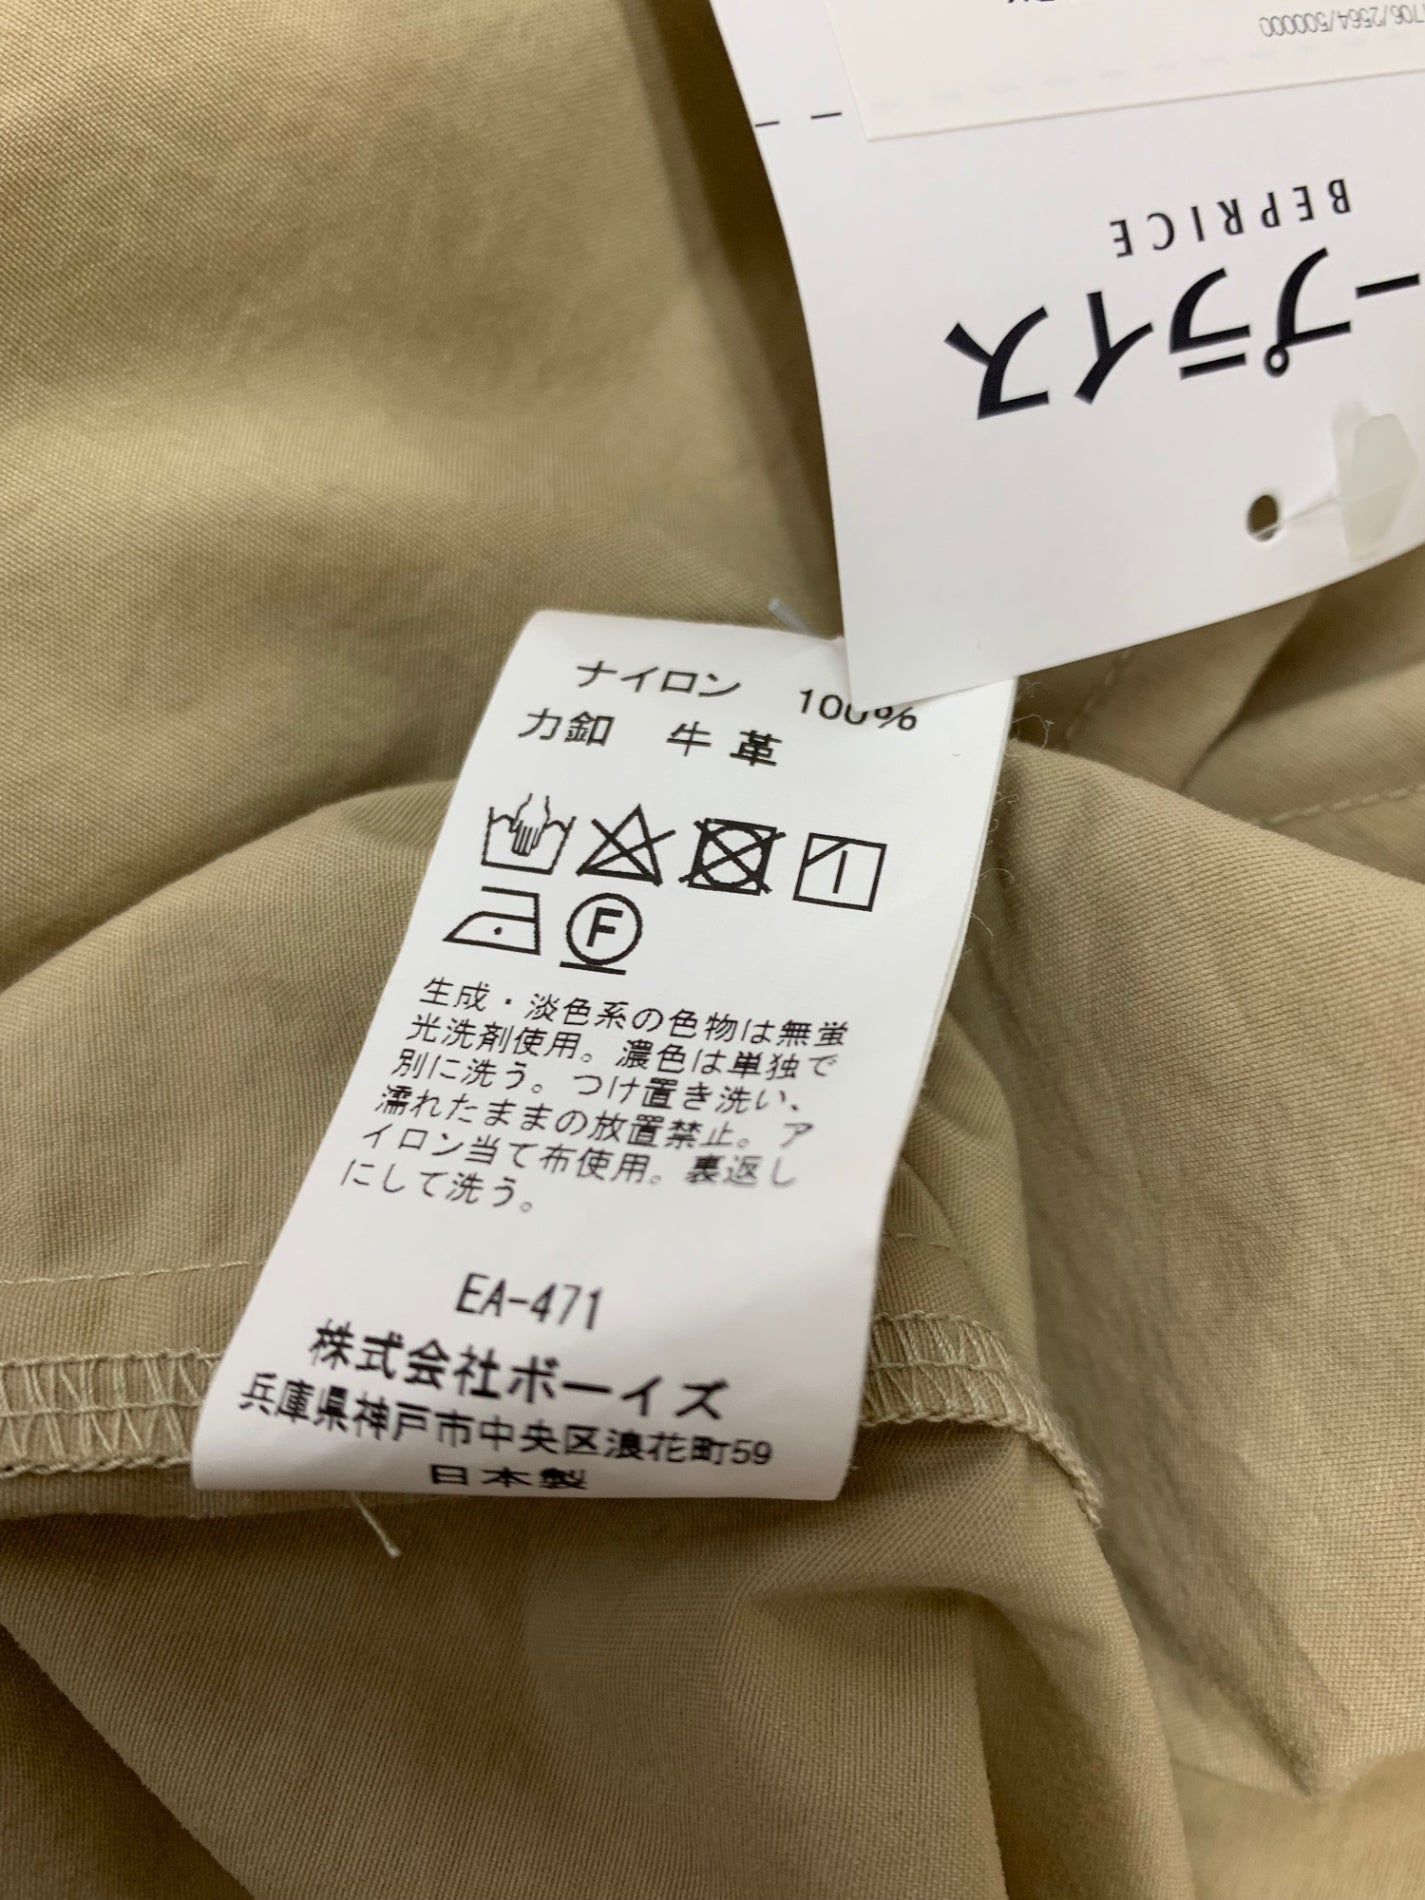 706/2564/500000
BEPRICE
ープライス
ナイロン 100%
力釦 牛革
F
生成・淡色系の色物は無蛍
光洗剤使用。濃色は単独で
別に洗う。つけ置き洗い、
濡れたままの放置禁止。ア
イロン当て布使用。裏返し
にして洗う。
EA-471
株式会社ボーイズ
兵庫県神戸市中央区浪花町59
日本製